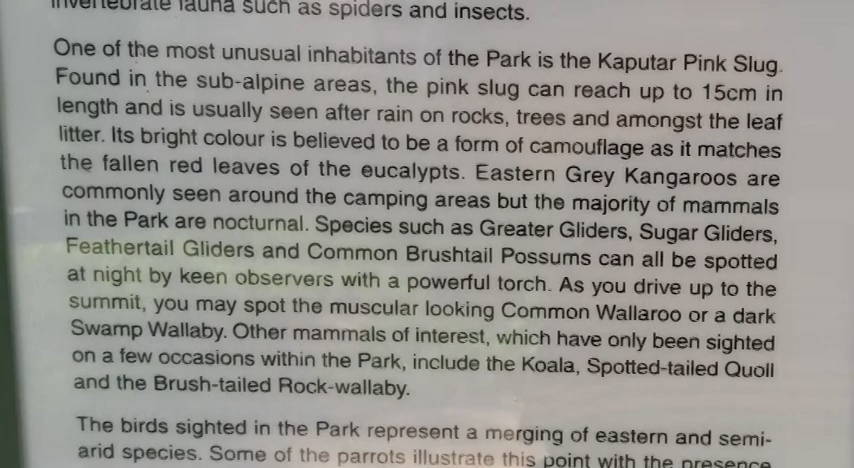 invertebrate fauna such as spiders and insects.
One of the most unusual inhabitants of the Park is the Kaputar Pink Slug.
Found in the sub-alpine areas, the pink slug can reach up to 15cm in
length and is usually seen after rain on rocks, trees and amongst the leaf
litter. Its bright colour is believed to be a form of camouflage as it matches
the fallen red leaves of the eucalypts. Eastern Grey Kangaroos are
commonly seen around the camping areas but the majority of mammals
in the Park are nocturnal. Species such as Greater Gliders, Sugar Gliders,
Feathertail Gliders and Common Brushtail Possums can all be spotted
at night by keen observers with a powerful torch. As you drive up to the
summit, you may spot the muscular looking Common Wallaroo or a dark
Swamp Wallaby. Other mammals of interest, which have only been sighted
on a few occasions within the Park, include the Koala, Spotted-tailed Quoll
and the Brush-tailed Rock-wallaby.
The birds sighted in the Park represent a merging of eastern and semi-
arid species. Some of the parrots illustrate this point with the presence